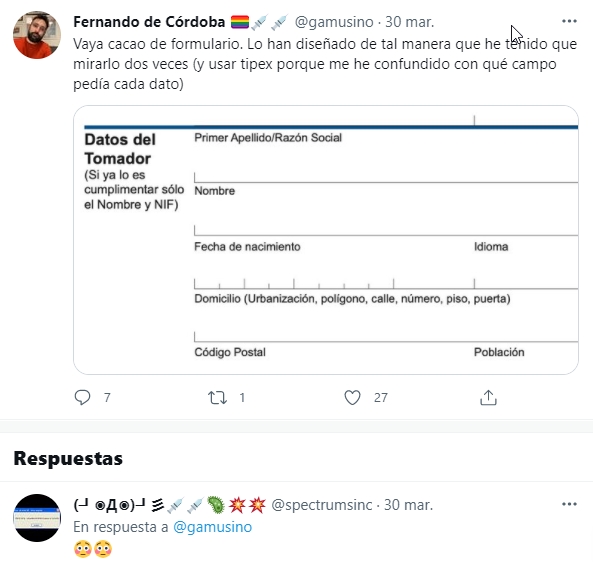 Fernando de Córdoba 🏳️‍🌈💉💉 @gamusino · 30 mar.
Vaya cacao de formulario. Lo han diseñado de tal manera que he tenido que
mirarlo dos veces (y usar tipex porque me he confundido con qué campo
pedía cada dato)
Datos del
Tomador
(Si ya lo es
cumplimentar sólo
el Nombre y NIF)
Primer Apellido/Razón Social
Nombre
Fecha de nacimiento Idioma
Domicilio (Urbanización, polígono, calle, número, piso, puerta)
Código Postal Población
7 1 27
Respuestas
(┛◉Д◉)┛彡💉💉🦠💥💥 @spectrumsinc · 30 mar.
En respuesta a @gamusino
😳😳